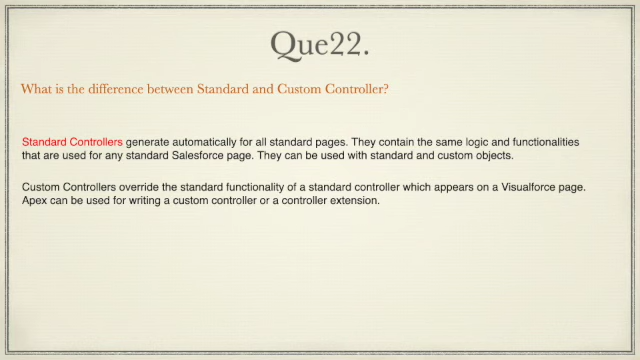 Que22.
What is the difference between Standard and Custom Controller?
Standard Controllers generate automatically for all standard pages. They contain the same logic and functionalities
that are used for any standard Salesforce page. They can be used with standard and custom objects.
Custom Controllers override the standard functionality of a standard controller which appears on a Visualforce page.
Apex can be used for writing a custom controller or a controller extension.